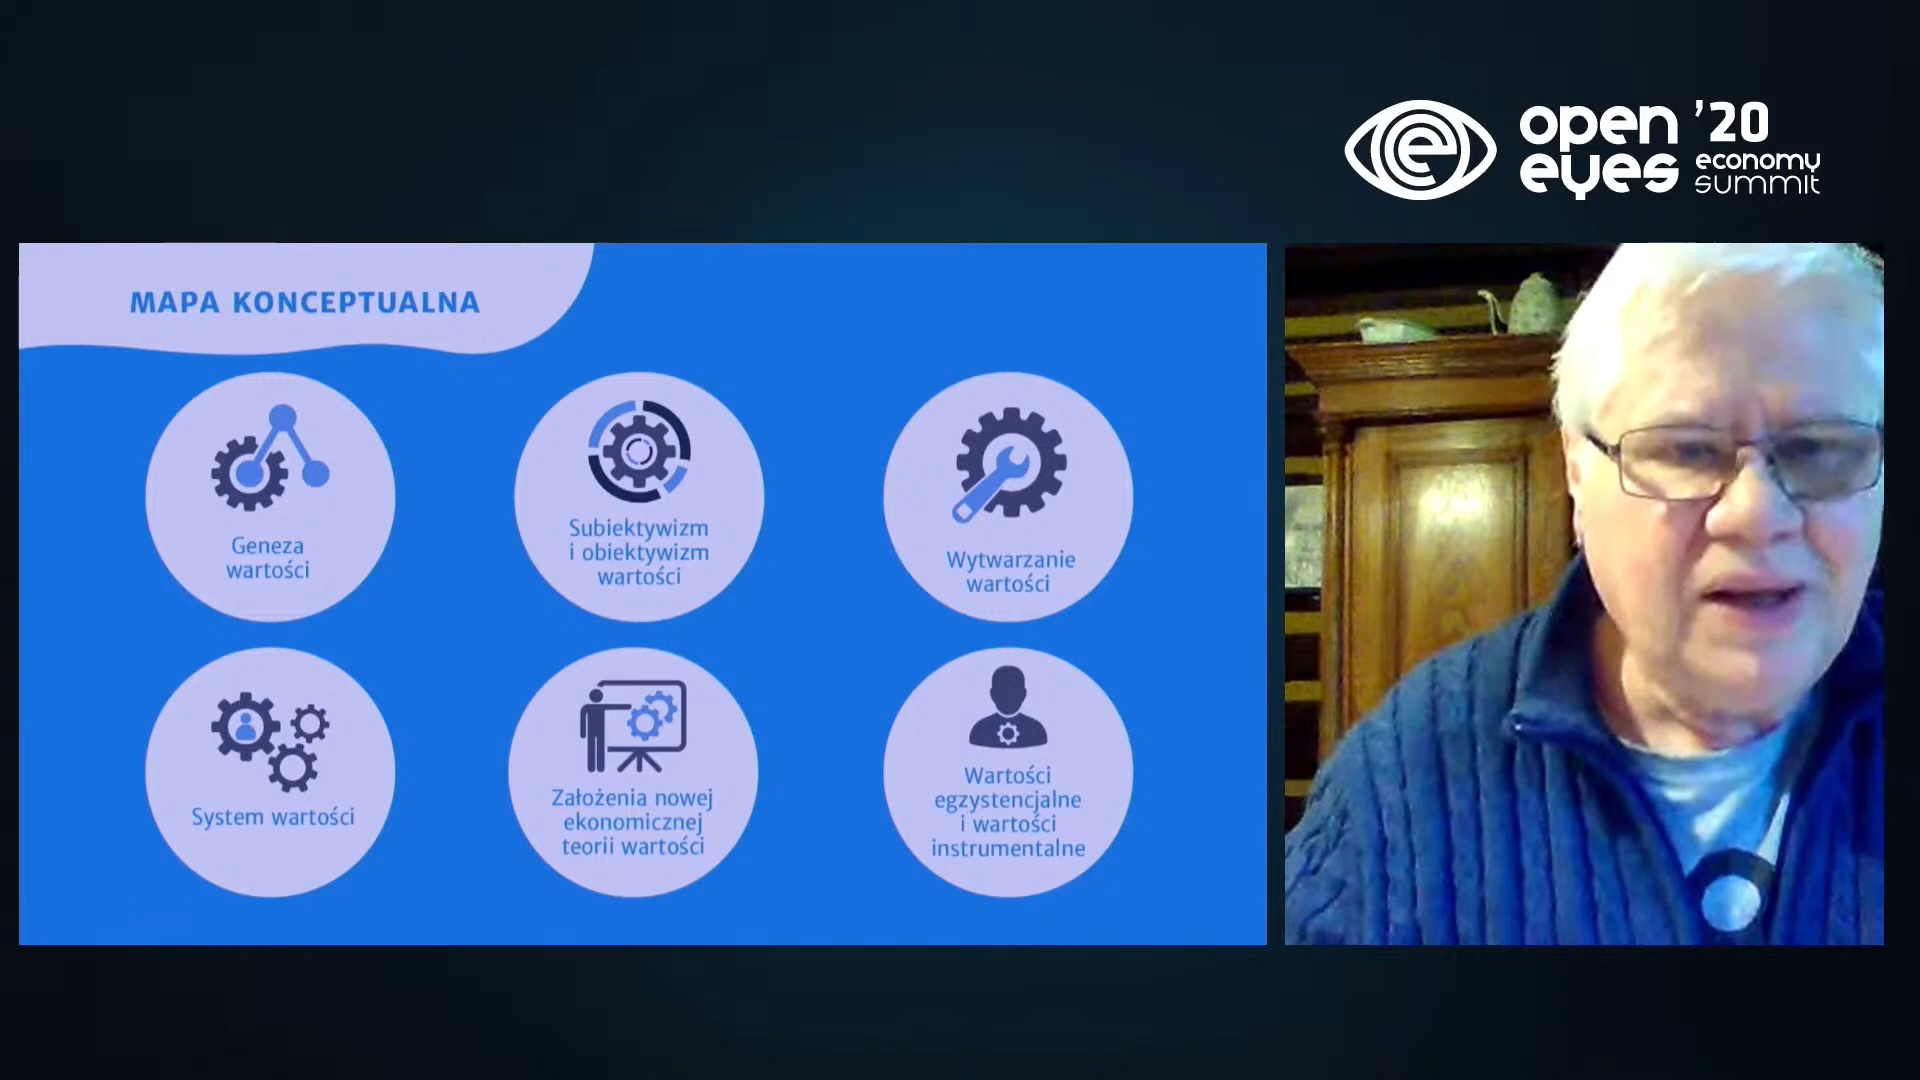 open '20
eyes economy
summit
MAPA KONCEPTUALNA
Geneza
wartości
Subiektywizm
i obiektywizm
wartości
Wytwarzanie
wartości
System wartości
Założenia nowej
ekonomicznej
teorii wartości
Wartości
egzystencjalne
i wartości
instrumentalne